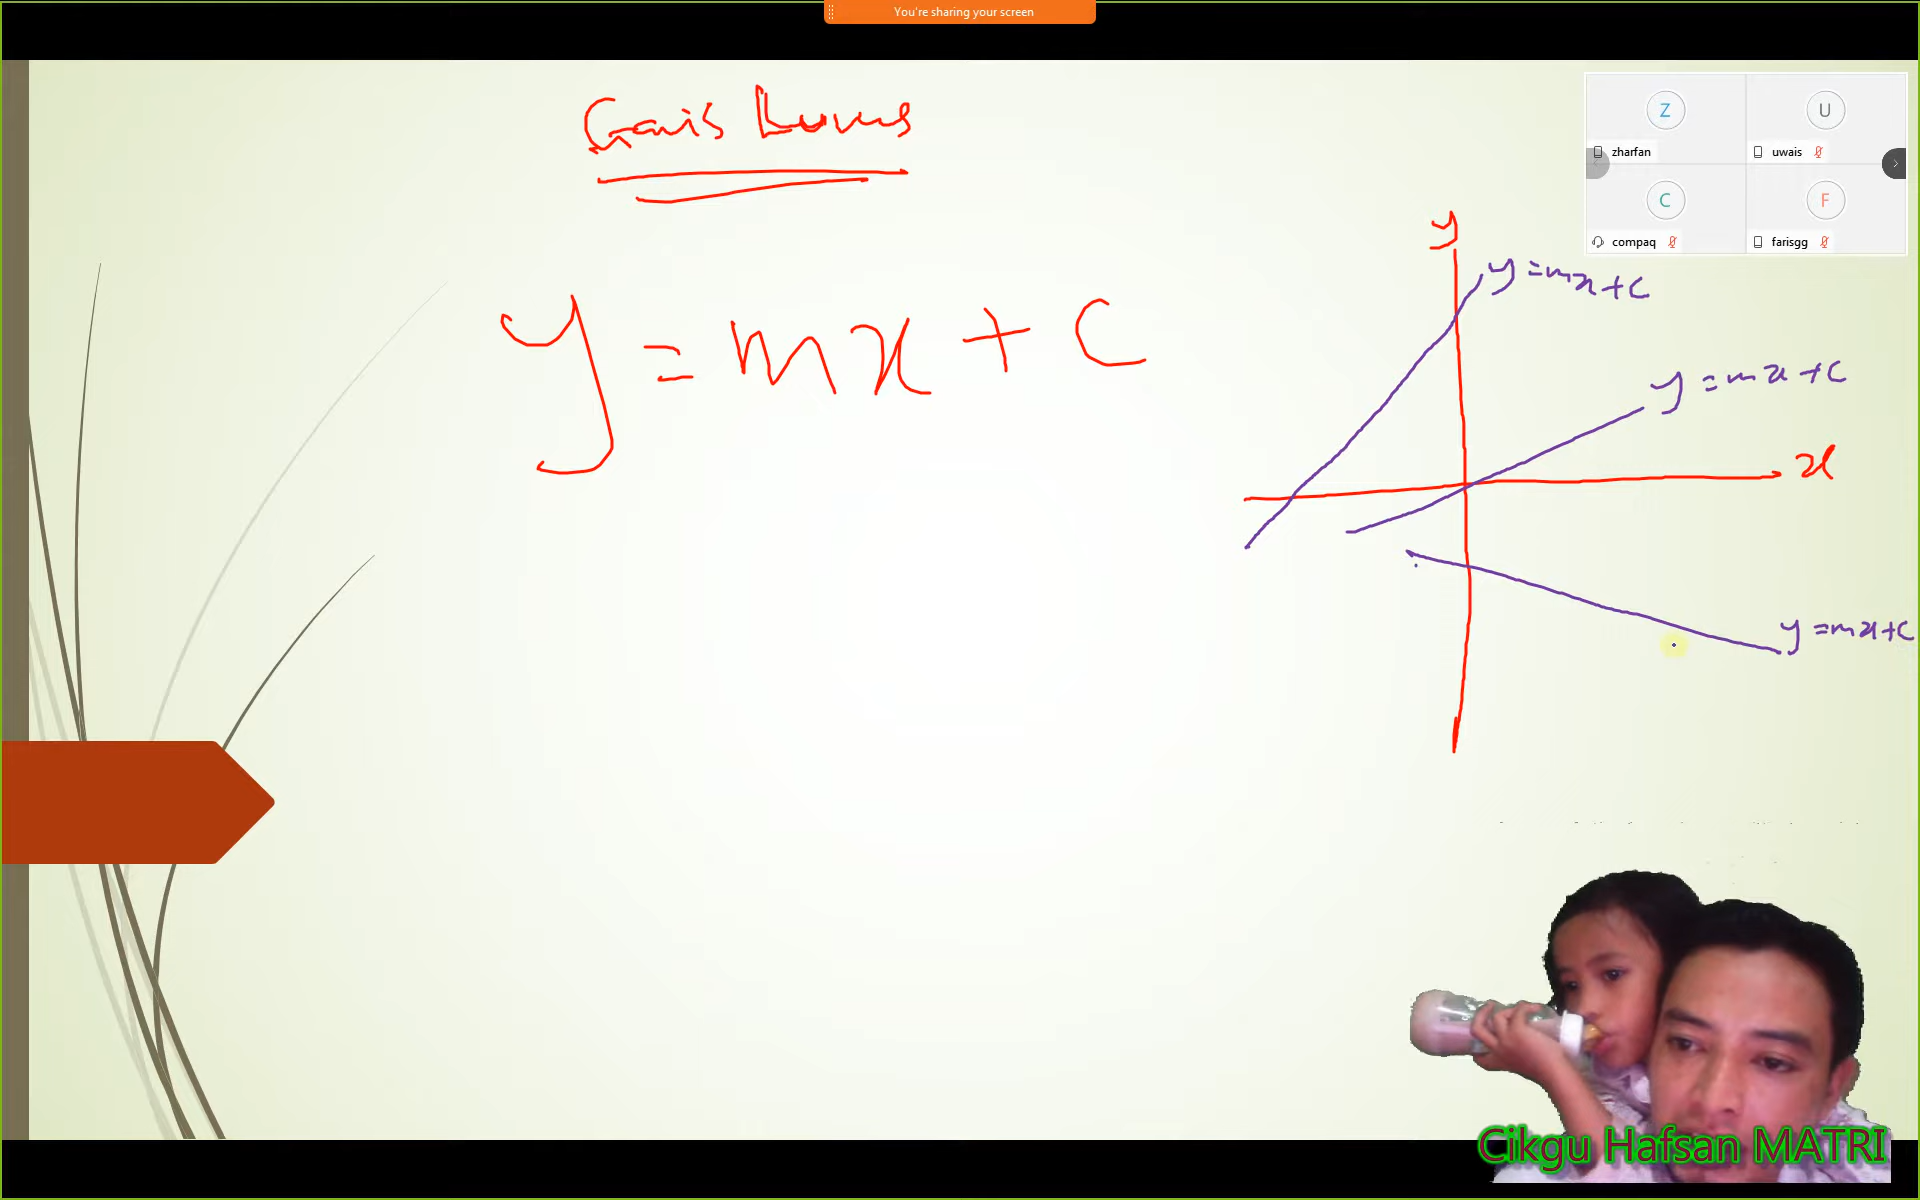 You're sharing your screen
Garis Lurus
Z
U
zharfan
uwais
C
F
compaq
farisgg
y
y = mx + c
y = mx + c
y = mx + c
x
y = mx + c
Cikgu Hafsan MATRI